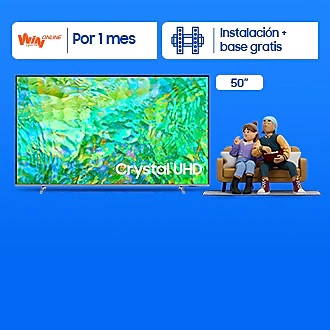 WiN ONLINE
Por 1 mes
Instalación +
base gratis
50"
Crystal UHD